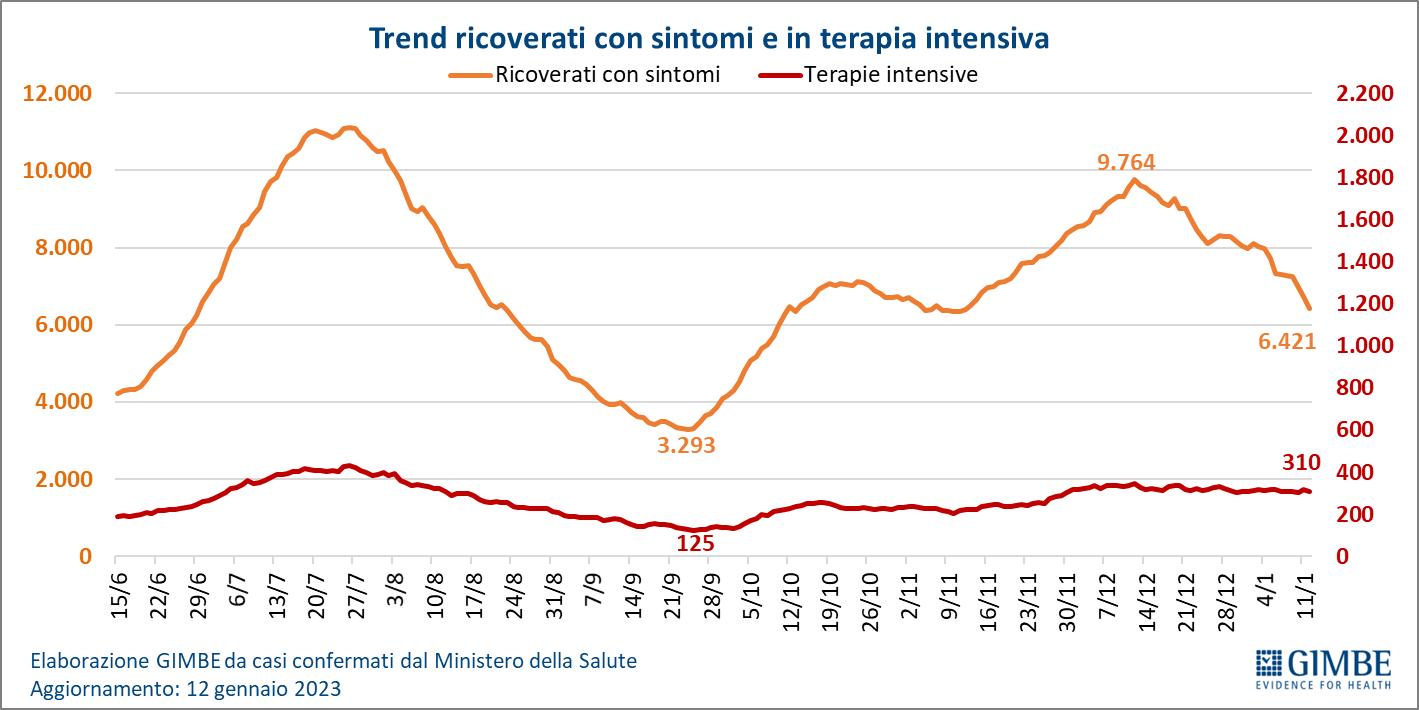 Trend ricoverati con sintomi e in terapia intensiva
Ricoverati con sintomi Terapie intensive
12.000 2.200
2.000
10.000 1.800
1.600
8.000 1.400
1.200
6.000 1.000
800
4.000 600
400
2.000 200
0 0
9.764
6.421
3.293
310
125
15/6 22/6 29/6 6/7 13/7 20/7 27/7 3/8 10/8 17/8 24/8 31/8 7/9 14/9 21/9 28/9 5/10 12/10 19/10 26/10 2/11 9/11 16/11 23/11 30/11 7/12 14/12 21/12 28/12 4/1 11/1
Elaborazione GIMBE da casi confermati dal Ministero della Salute
Aggiornamento: 12 gennaio 2023
GIMBE
EVIDENCE FOR HEALTH